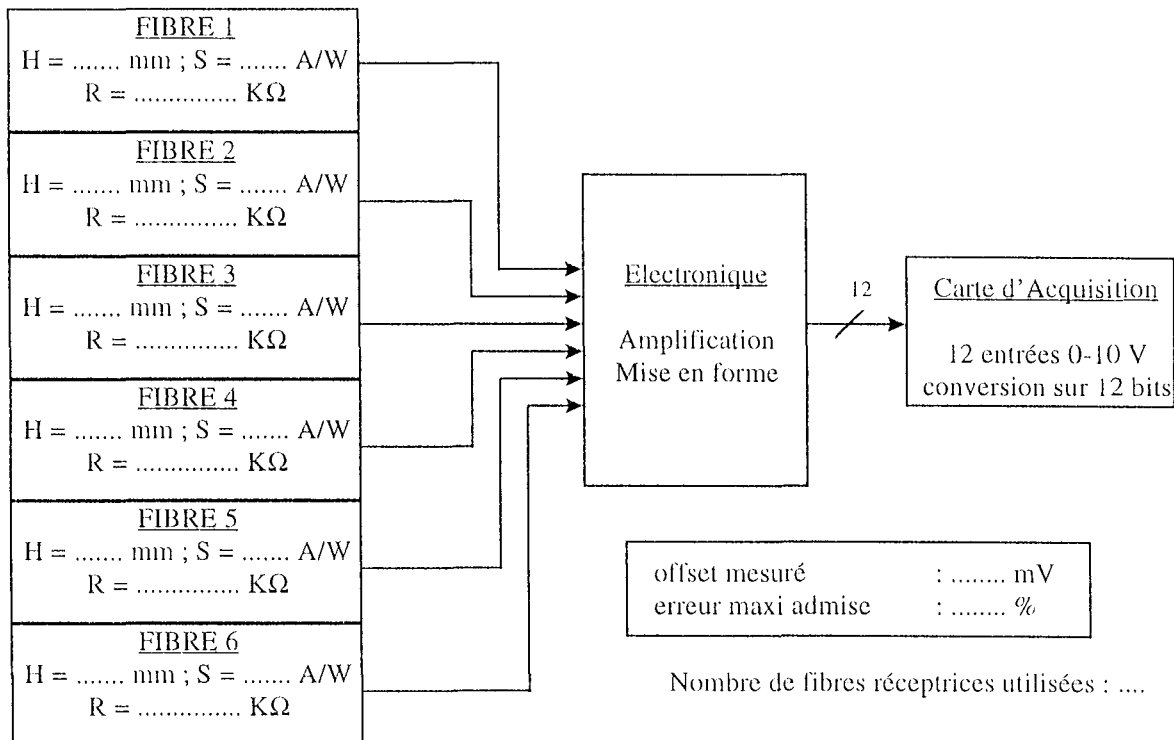 FIBRE 1
H = ....... mm ; S = ....... A/W
R = ............... KΩ
FIBRE 2
H = ....... mm ; S = ....... A/W
R = ............... KΩ
FIBRE 3
H = ....... mm ; S = ....... A/W
R = ............... KΩ
FIBRE 4
H = ....... mm ; S = ....... A/W
R = ............... KΩ
FIBRE 5
H = ....... mm ; S = ....... A/W
R = ............... KΩ
FIBRE 6
H = ....... mm ; S = ....... A/W
R = ............... KΩ
Electronique
Amplification
Mise en forme
12
Carte d'Acquisition
12 entrées 0-10 V
conversion sur 12 bits
offset mesuré : ........ mV
erreur maxi admise : ........ %
Nombre de fibres réceptrices utilisées : ....